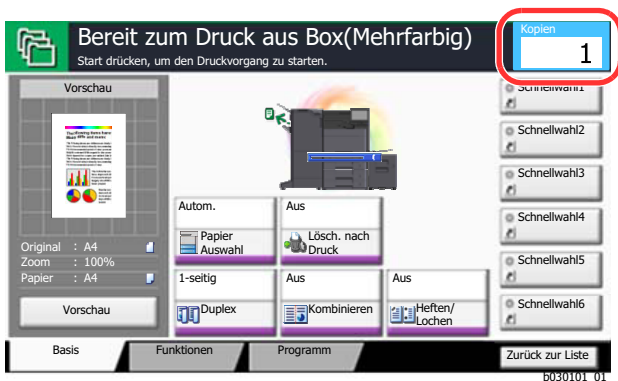 Bereit zum Druck aus Box(Mehrfarbig)
Start drücken, um den Druckvorgang zu starten.
Kopien
1
Vorschau
Original : A4
Zoom : 100%
Papier : A4
Vorschau
Autom.
Papier
Auswahl
Aus
Lösch. nach
Druck
1-seitig
Duplex
Aus
Kombinieren
Aus
Heften/
Lochen
Schnellwahl1
Schnellwahl2
Schnellwahl3
Schnellwahl4
Schnellwahl5
Schnellwahl6
Basis
Funktionen
Programm
Zurück zur Liste
b030101_01